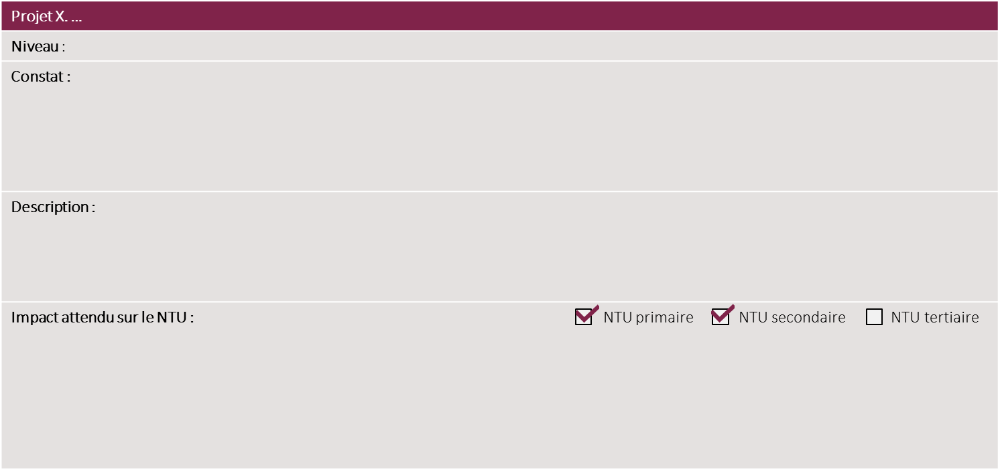 Projet X. ...
Niveau :
Constat :
Description :
Impact attendu sur le NTU :
NTU primaire NTU secondaire NTU tertiaire